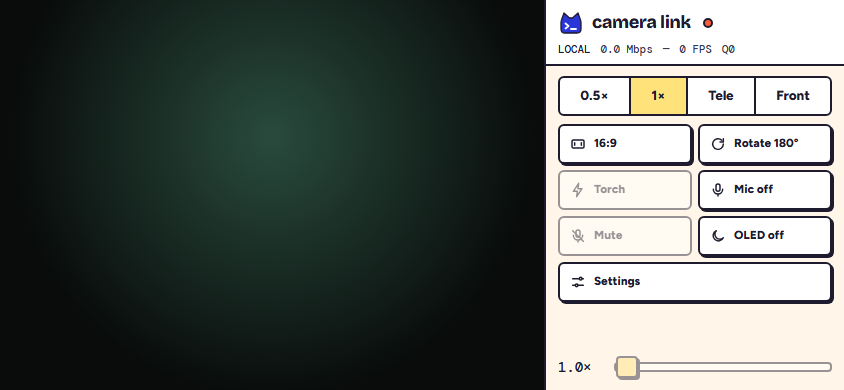 camera link
LOCAL 0.0 Mbps — 0 FPS Q0
0.5× 1× Tele Front
16:9 Rotate 180°
Torch Mic off
Mute OLED off
Settings
1.0×